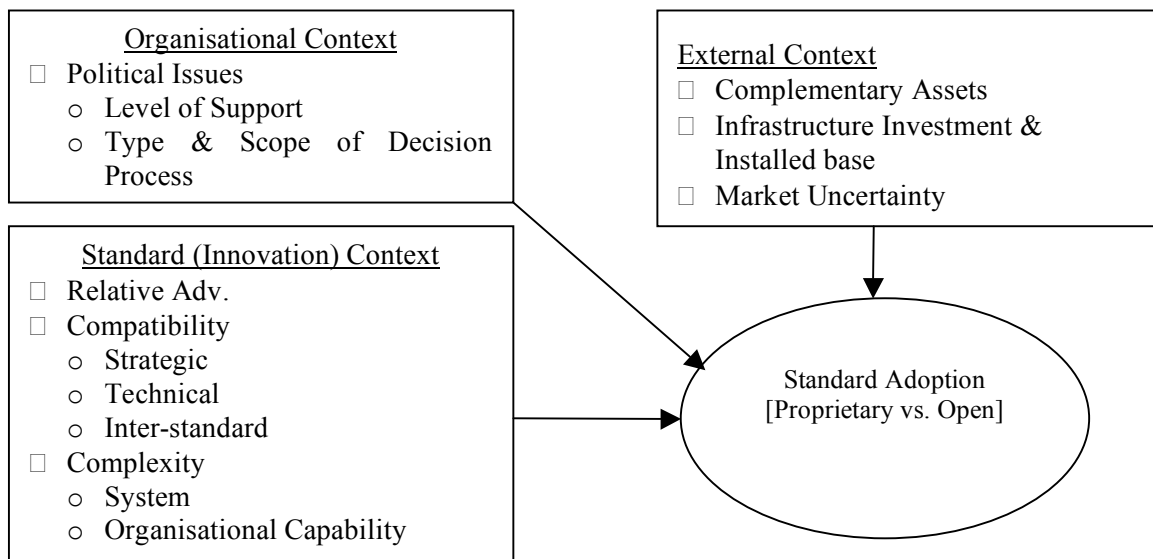 Organisational Context
□ Political Issues
o Level of Support
o Type & Scope of Decision
Process
External Context
□ Complementary Assets
□ Infrastructure Investment &
Installed base
□ Market Uncertainty
Standard (Innovation) Context
□ Relative Adv.
□ Compatibility
o Strategic
o Technical
o Inter-standard
□ Complexity
o System
o Organisational Capability
Standard Adoption
[Proprietary vs. Open]